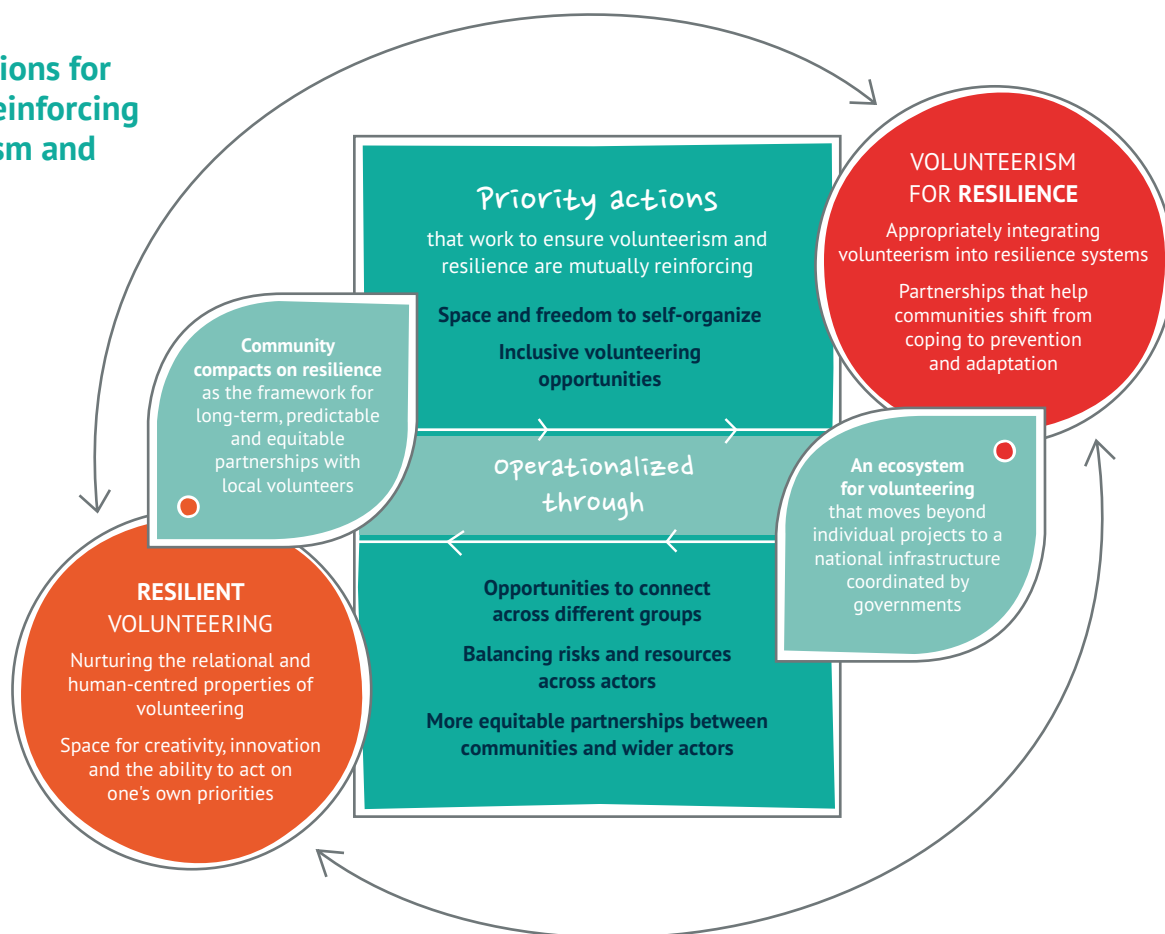 ions for
einforcing
sm and
Priority actions
that work to ensure volunteerism and
resilience are mutually reinforcing
Space and freedom to self-organize
Inclusive volunteering
opportunities
Operationalized
through
Opportunities to connect
across different groups
Balancing risks and resources
across actors
More equitable partnerships between
communities and wider actors
VOLUNTEERISM
FOR RESILIENCE
Appropriately integrating
volunteerism into resilience systems
Partnerships that help
communities shift from
coping to prevention
and adaptation
Community
compacts on resilience
as the framework for
long-term, predictable
and equitable
partnerships with
local volunteers
An ecosystem
for volunteering
that moves beyond
individual projects to a
national infrastructure
coordinated by
governments
RESILIENT
VOLUNTEERING
Nurturing the relational and
human-centred properties of
volunteering
Space for creativity, innovation
and the ability to act on
one's own priorities